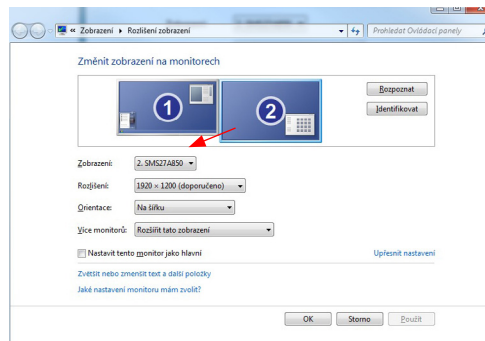 « Zobrazení ▸ Rozlišení zobrazení
Prohledat Ovládací panely
Změnit zobrazení na monitorech
1
2
Rozpoznat
Identifikovat
Zobrazení: 2. SMS27A850
Rozlišení: 1920 × 1200 (doporučeno)
Orientace: Na šířku
Více monitorů: Rozšířit tato zobrazení
Nastavit tento monitor jako hlavní
Upřesnit nastavení
Zvětšit nebo zmenšit text a další položky
Jaké nastavení monitoru mám zvolit?
OK Storno Použít